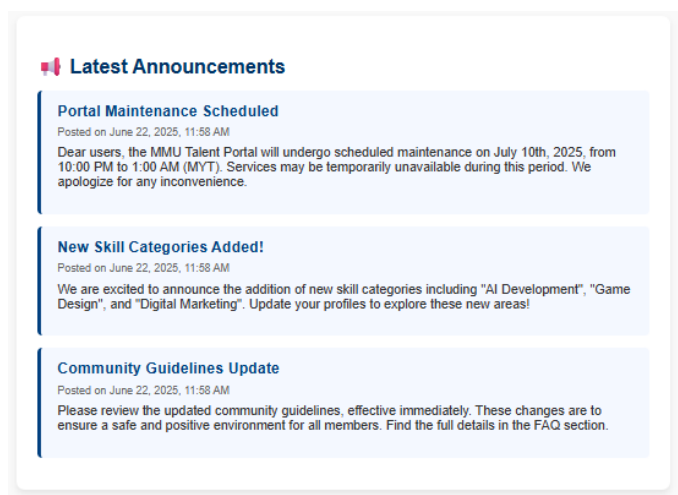 Latest Announcements
Portal Maintenance Scheduled
Posted on June 22, 2025, 11:58 AM
Dear users, the MMU Talent Portal will undergo scheduled maintenance on July 10th, 2025, from
10:00 PM to 1:00 AM (MYT). Services may be temporarily unavailable during this period. We
apologize for any inconvenience.
New Skill Categories Added!
Posted on June 22, 2025, 11:58 AM
We are excited to announce the addition of new skill categories including "AI Development", "Game
Design", and "Digital Marketing". Update your profiles to explore these new areas!
Community Guidelines Update
Posted on June 22, 2025, 11:58 AM
Please review the updated community guidelines, effective immediately. These changes are to
ensure a safe and positive environment for all members. Find the full details in the FAQ section.